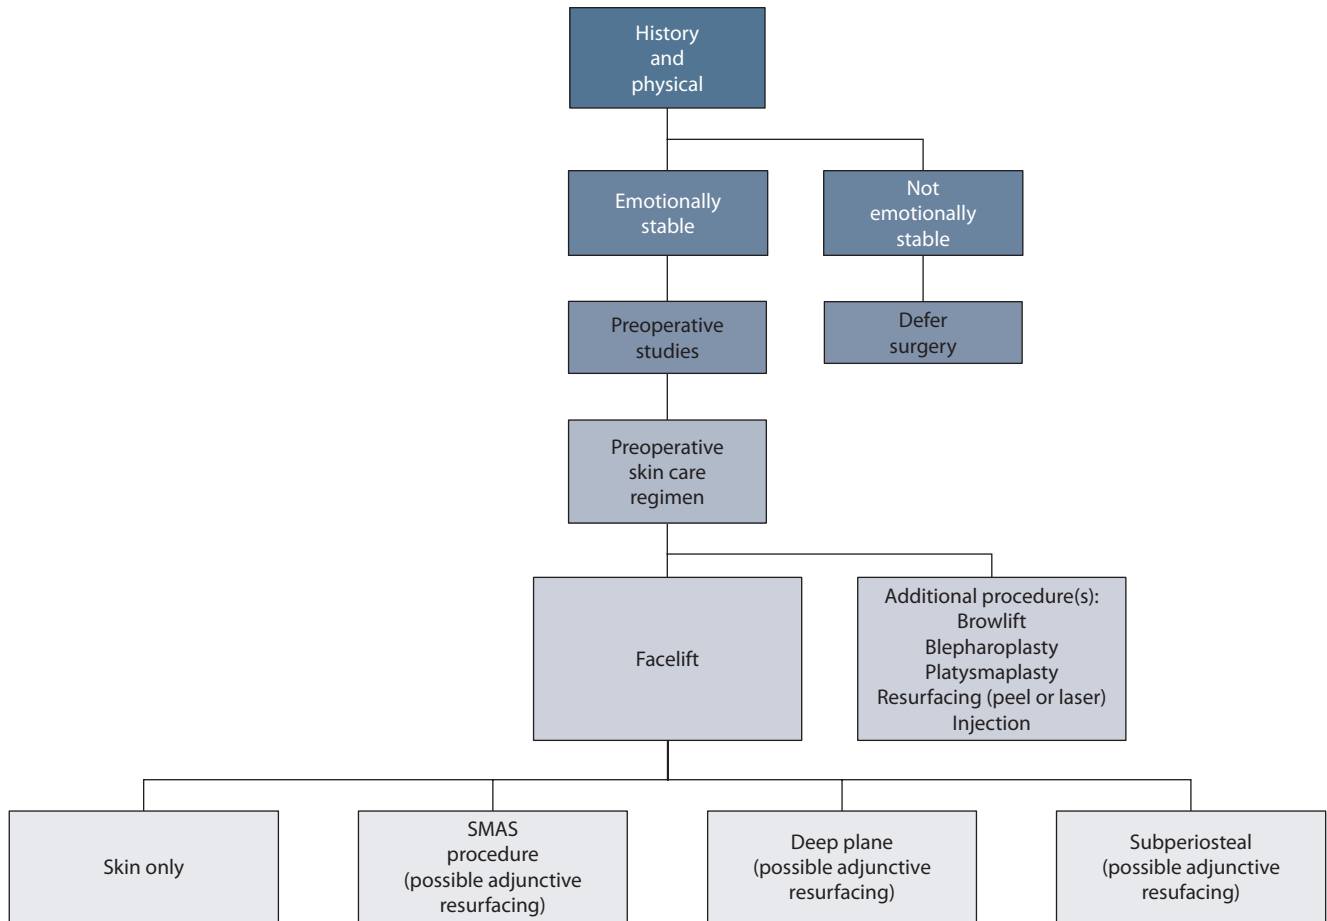 History
and
physical
Emotionally
stable
Not
emotionally
stable
Preoperative
studies
Defer
surgery
Preoperative
skin care
regimen
Facelift
Additional procedure(s):
Browlift
Blepharoplasty
Platysmaplasty
Resurfacing (peel or laser)
Injection
Skin only
SMAS
procedure
(possible adjunctive
resurfacing)
Deep plane
(possible adjunctive
resurfacing)
Subperiosteal
(possible adjunctive
resufacing)